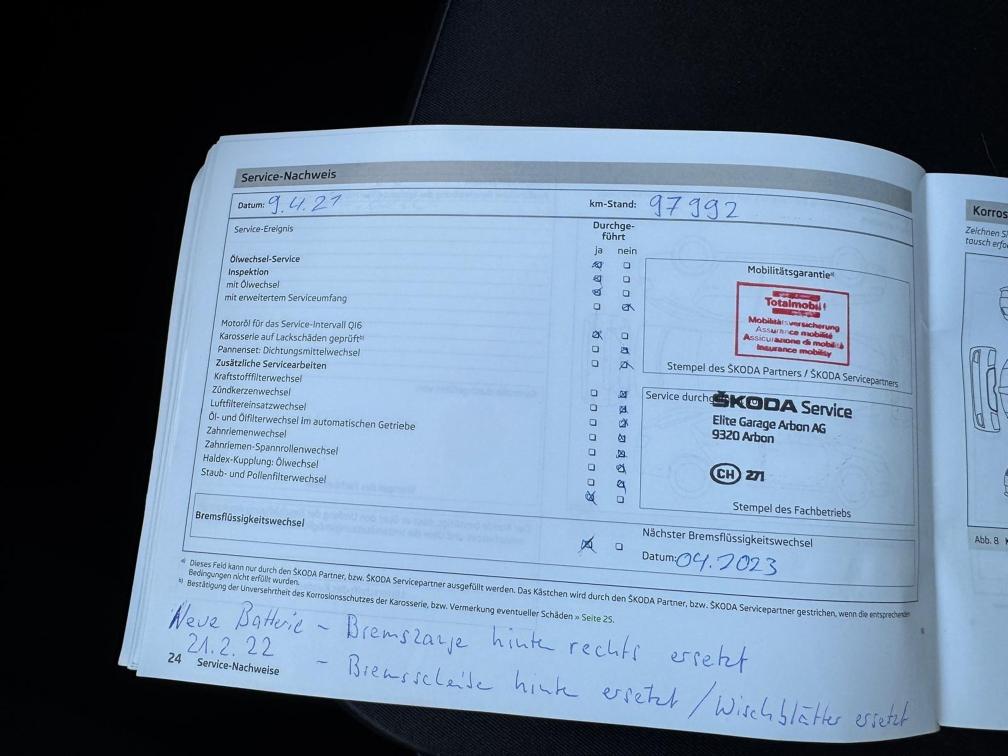 Service-Nachweis
Datum: 9.4.21
km-Stand: 97992
Service-Ereignis
Durchge-
führt
ja nein
Ölwechsel-Service
Inspektion
mit Ölwechsel
mit erweitertem Serviceumfang
Motoröl für das Service-Intervall QI6
Karosserie auf Lackschäden geprüft b)
Pannenset: Dichtungsmittelwechsel
Zusätzliche Servicearbeiten
Kraftstofffilterwechsel
Zündkerzenwechsel
Luftfiltereinsatzwechsel
Öl- und Ölfilterwechsel im automatischen Getriebe
Zahnriemenwechsel
Zahnriemen-Spannrollenwechsel
Haldex-Kupplung: Ölwechsel
Staub- und Pollenfilterwechsel
Mobilitätsgarantie a)
Totalmobil!
Mobilitätsversicherung
Assurance mobilité
Assicurazione di mobilità
Insurance mobility
Stempel des ŠKODA Partners / ŠKODA Servicepartners
Service durchg
ŠKODA Service
Elite Garage Arbon AG
9320 Arbon
CH 271
Stempel des Fachbetriebs
Bremsflüssigkeitswechsel
Nächster Bremsflüssigkeitswechsel
Datum: 04.2023
a) Dieses Feld kann nur durch den ŠKODA Partner, bzw. ŠKODA Servicepartner ausgefüllt werden. Das Kästchen wird durch den ŠKODA Partner, bzw. ŠKODA Servicepartner gestrichen, wenn die entsprechenden
Bedingungen nicht erfüllt wurden.
b) Bestätigung der Unversehrtheit des Korrosionsschutzes der Karosserie, bzw. Vermerkung eventueller Schäden » Seite 25.
Neue Batterie - Bremszange hinten rechts ersetzt
21.2.22
- Bremsscheibe hinten ersetzt / Wischblätter ersetzt
24 Service-Nachweise
Korros
Zeichnen Si
tausch erfo
Abb. 8 K